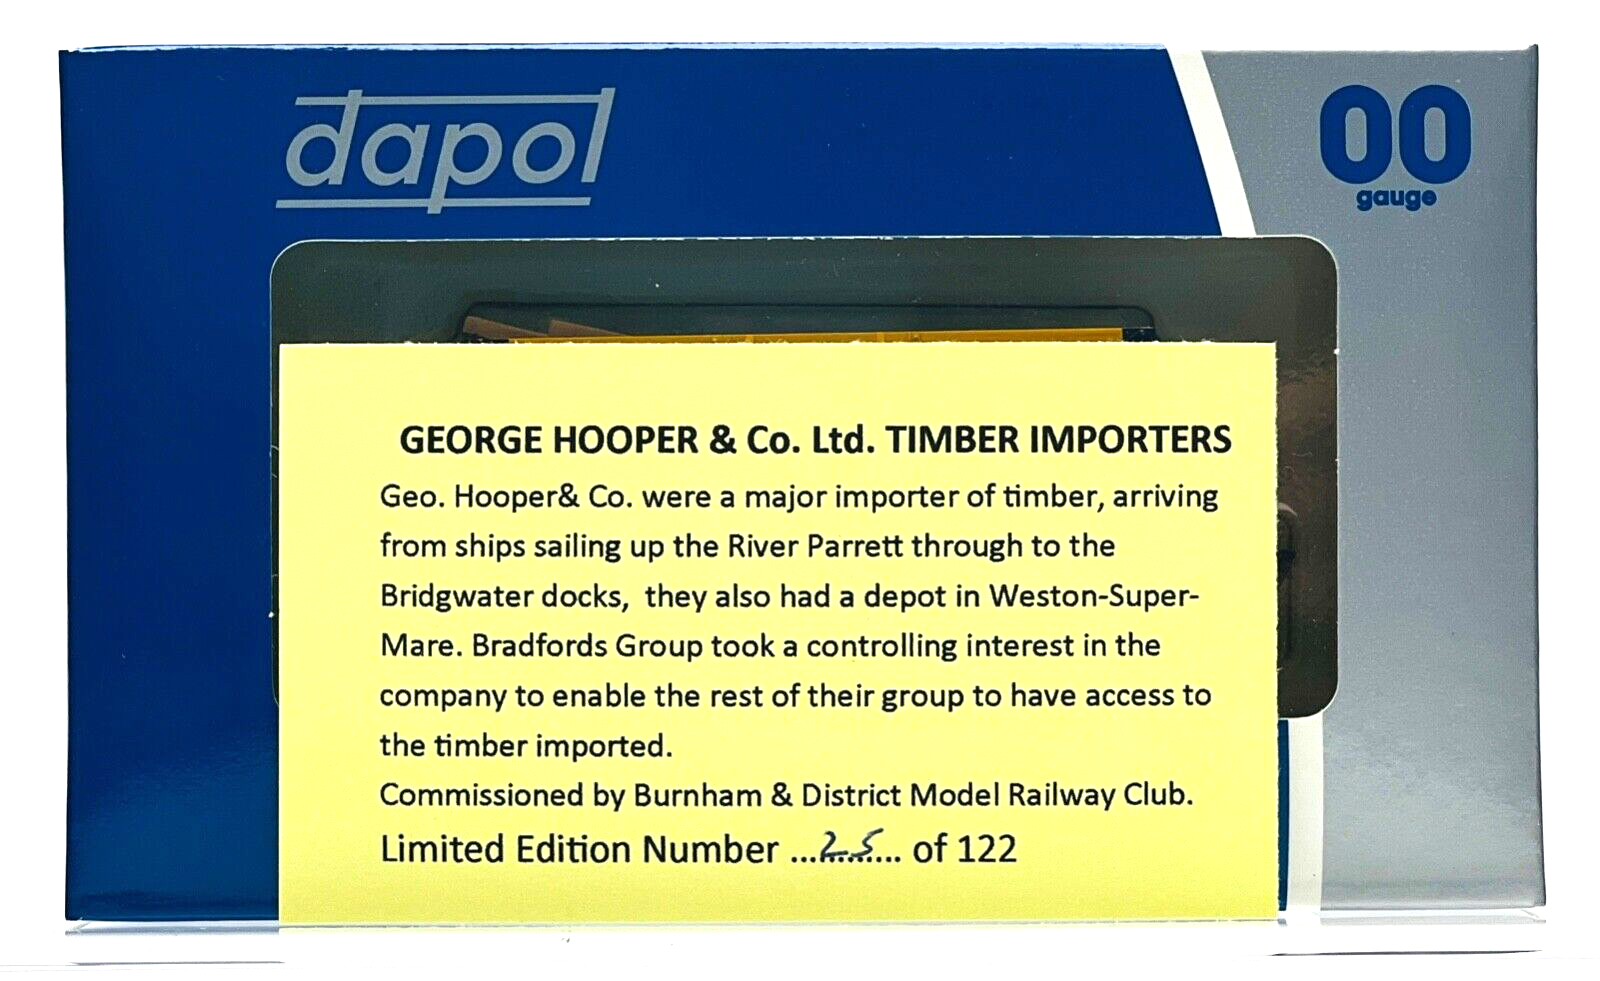 dapol
00
gauge
GEORGE HOOPER & Co. Ltd. TIMBER IMPORTERS
Geo. Hooper& Co. were a major importer of timber, arriving
from ships sailing up the River Parrett through to the
Bridgwater docks,  they also had a depot in Weston-Super-
Mare. Bradfords Group took a controlling interest in the
company to enable the rest of their group to have access to
the timber imported.
Commissioned by Burnham & District Model Railway Club.
Limited Edition Number ...25... of 122